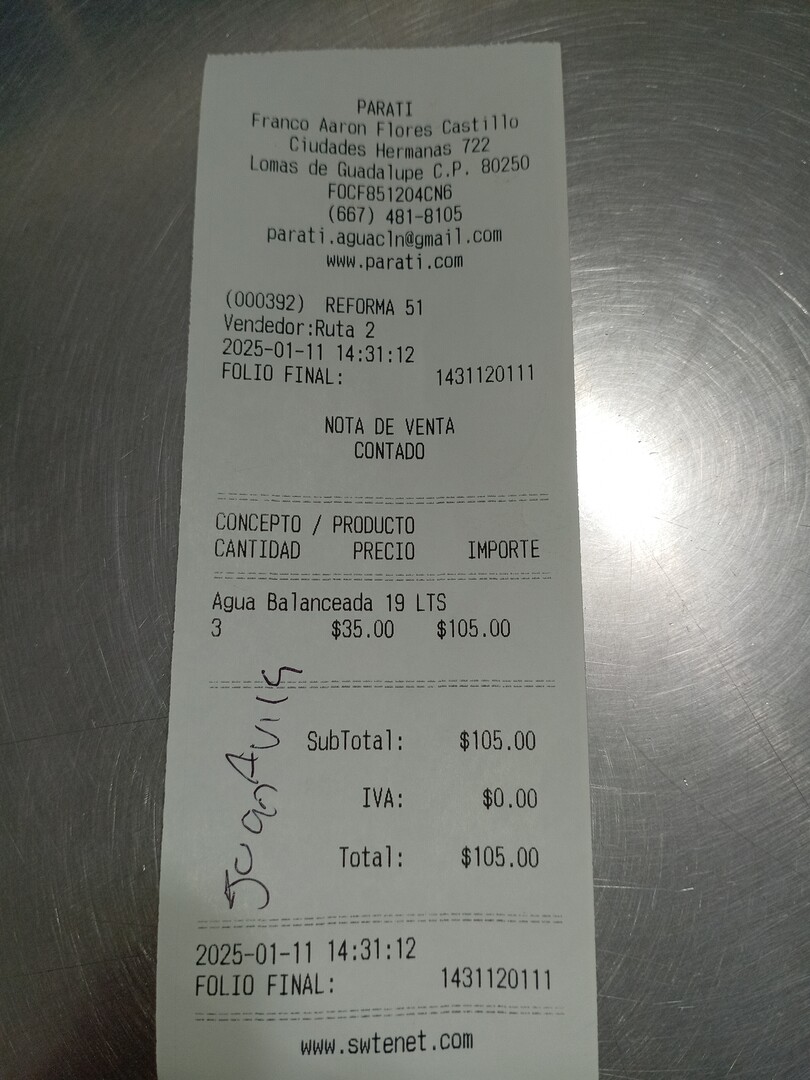 PARATI
Franco Aaron Flores Castillo
Ciudades Hermanas 722
Lomas de Guadalupe C.P. 80250
FOCF851204CN6
(667) 481-8105
parati.aguacln@gmail.com
www.parati.com
(000392) REFORMA 51
Vendedor:Ruta 2
2025-01-11 14:31:12
FOLIO FINAL: 1431120111
NOTA DE VENTA
CONTADO
CONCEPTO / PRODUCTO
CANTIDAD PRECIO IMPORTE
Agua Balanceada 19 LTS
3 $35.00 $105.00
SubTotal: $105.00
IVA: $0.00
Total: $105.00
2025-01-11 14:31:12
FOLIO FINAL: 1431120111
www.swtenet.com